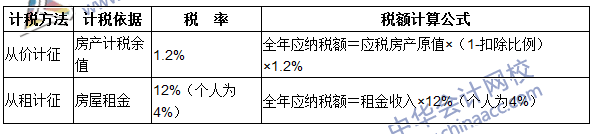 计税方法 计税依据 税 率 税额计算公式
从价计征 房产计税余值 1.2% 全年应纳税额＝应税房产原值×（1-扣除比例）×1.2%
从租计征 房屋租金 12%（个人为4%） 全年应纳税额＝租金收入×12%（个人为4%）
中华会计网校
www.chinaacc.com